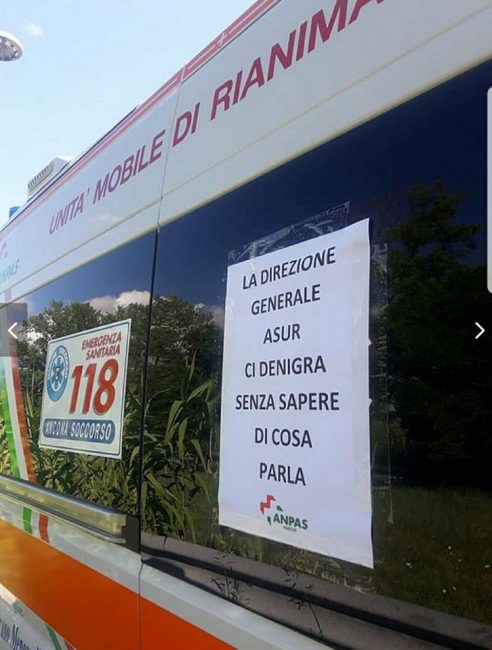 UNITA' MOBILE DI RIANIMA
ANPAS
EMERGENZA
SANITARIA
118
ANCONA SOCCORSO
LA DIREZIONE
GENERALE
ASUR
CI DENIGRA
SENZA SAPERE
DI COSA
PARLA
ANPAS